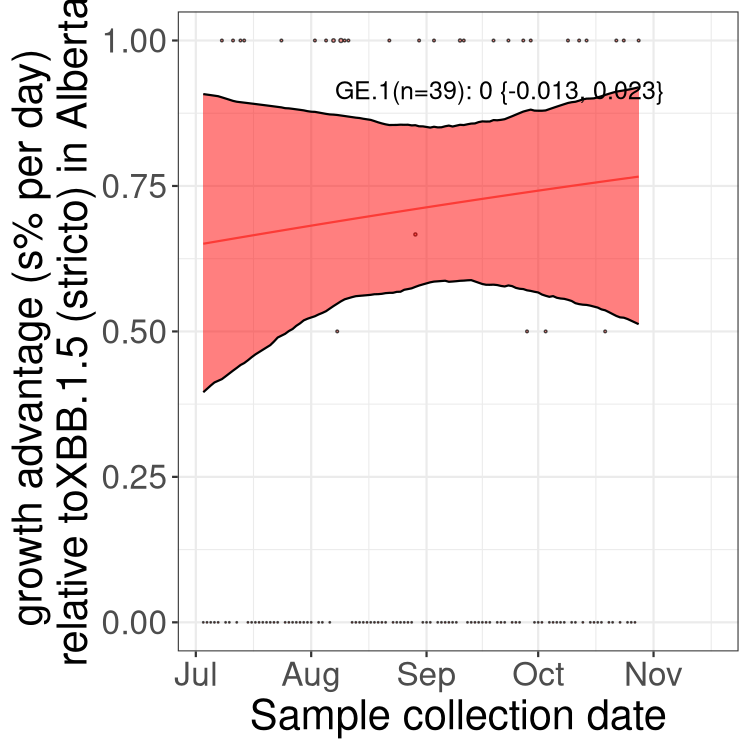 growth advantage (s% per day)
relative toXBB.1.5 (stricto) in Alberta
1.00
0.75
0.50
0.25
0.00
GE.1(n=39): 0 {-0.013, 0.023}
Jul Aug Sep Oct Nov
Sample collection date